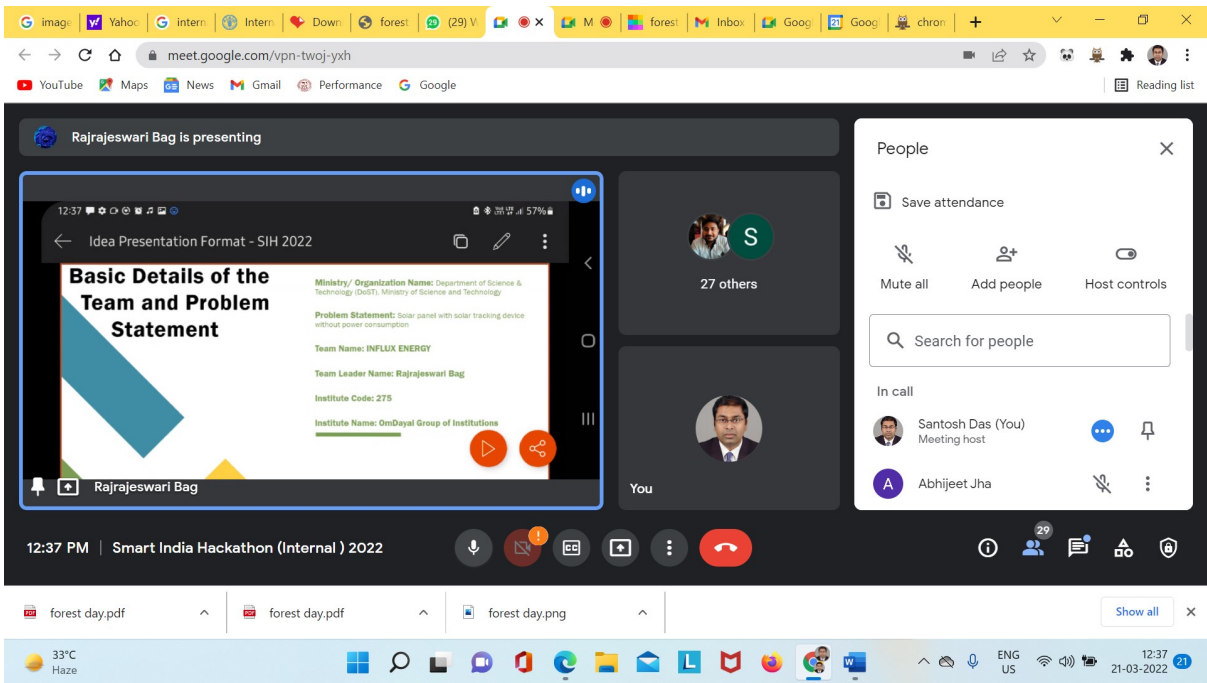 image
Yahoo
intern
Intern
Down
forest
(29) W
M
forest
Inbox
Goog
Googl
chron
meet.google.com/vpn-twoj-yxh
YouTube
Maps
News
Gmail
Performance
Google
Reading list
Rajrajeswari Bag is presenting
12:37
57%
Idea Presentation Format - SIH 2022
Basic Details of the
Team and Problem
Statement
Ministry/ Organization Name: Department of Science &
Technology (DoST), Ministry of Science and Technology
Problem Statement: Solar panel with solar tracking device
without power consumption
Team Name: INFLUX ENERGY
Team Leader Name: Rajrajeswari Bag
Institute Code: 275
Institute Name: OmDayal Group of Institutions
Rajrajeswari Bag
S
27 others
You
People
Save attendance
Mute all
Add people
Host controls
Search for people
In call
Santosh Das (You)
Meeting host
A
Abhijeet Jha
12:37 PM | Smart India Hackathon (Internal ) 2022
CC
29
forest day.pdf
forest day.pdf
forest day.png
Show all
33°C
Haze
ENG
US
12:37
21-03-2022
21